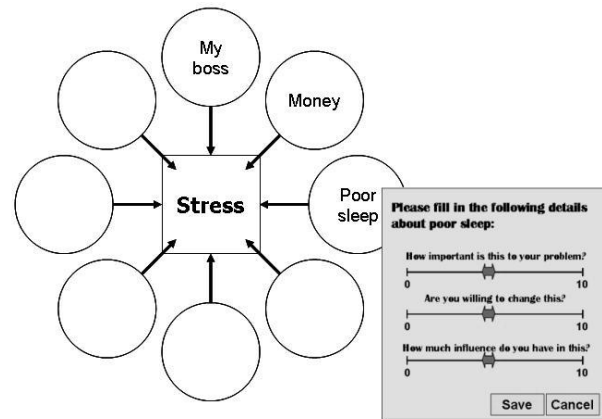 My
boss
Money
Stress
Poor
sleep
Please fill in the following details
about poor sleep:
How important is this to your problem?
0 10
Are you willing to change this?
0 10
How much influence do you have in this?
0 10
Save Cancel